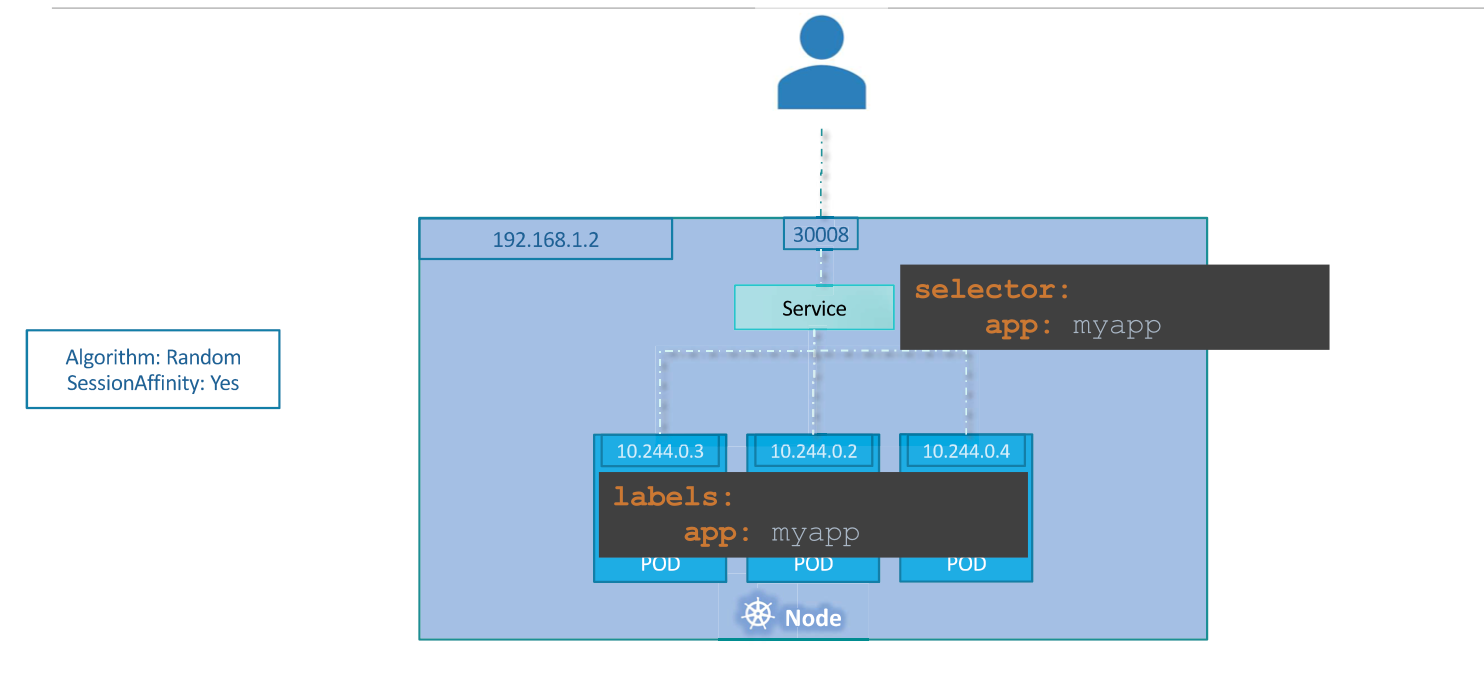 192.168.1.2
30008
Service
selector:
app: myapp
Algorithm: Random
SessionAffinity: Yes
10.244.0.3
10.244.0.2
10.244.0.4
labels:
app: myapp
POD
POD
POD
Node